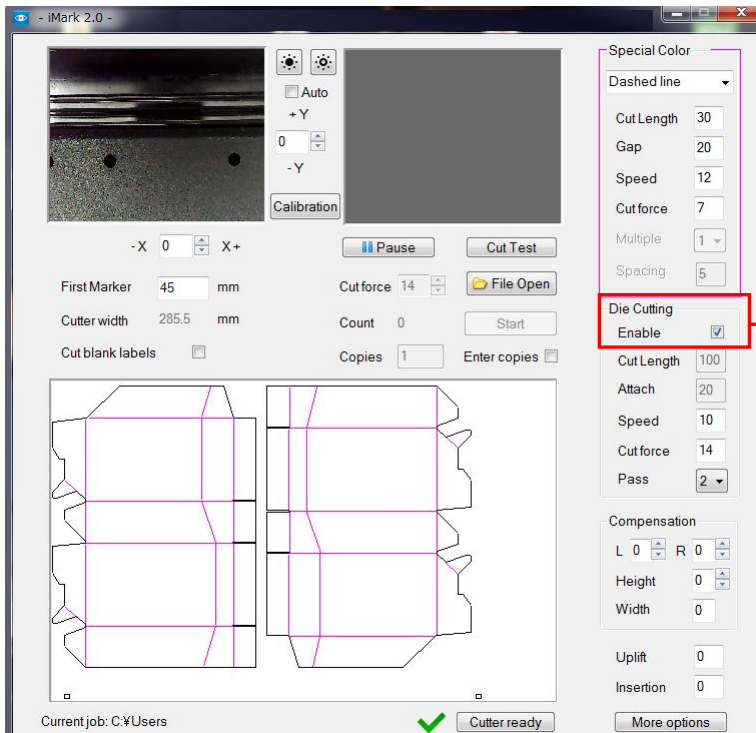 - iMark 2.0 -
Auto
+ Y
0
- Y
Calibration
- X 0 X +
Pause
Cut Test
First Marker 45 mm
Cut force 14
File Open
Cutter width 285.5 mm
Count 0
Start
Cut blank labels
Copies 1
Enter copies
Special Color
Dashed line
Cut Length 30
Gap 20
Speed 12
Cut force 7
Multiple 1
Spacing 5
Die Cutting
Enable
Cut Length 100
Attach 20
Speed 10
Cut force 14
Pass 2
Compensation
L 0 R 0
Height 0
Width 0
Uplift 0
Insertion 0
Current job: C:¥Users
Cutter ready
More options